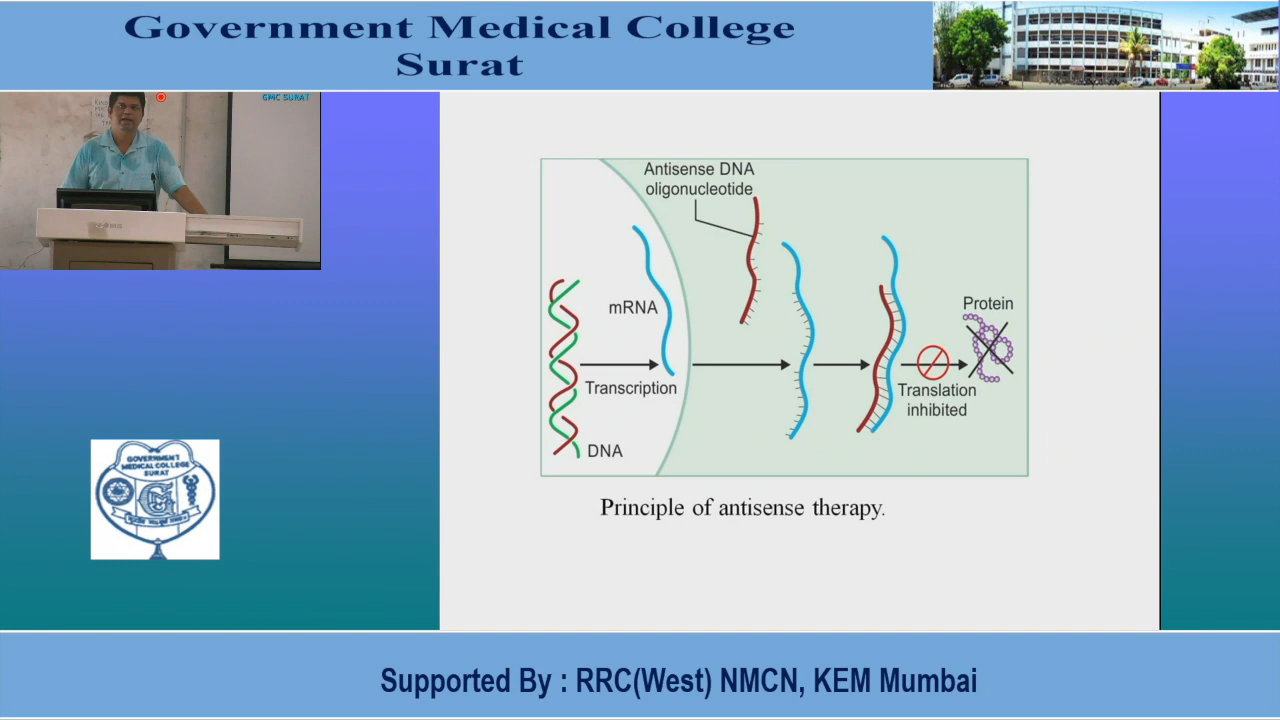 Government Medical College
Surat
GMC SURAT
Antisense DNA
oligonucleotide
mRNA
Transcription
DNA
Protein
Translation
inhibited
Principle of antisense therapy.
GOVERNMENT
MEDICAL COLLEGE
SURAT
Supported By : RRC(West) NMCN, KEM Mumbai